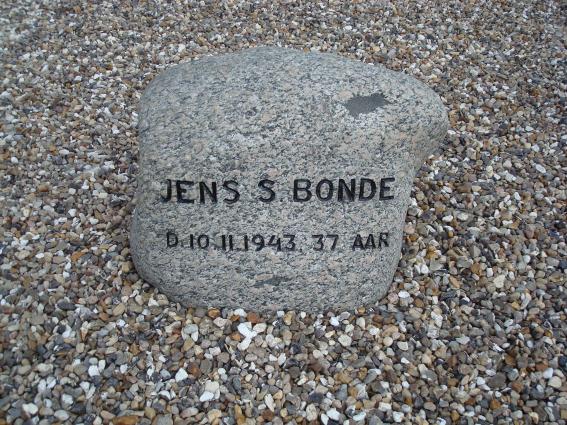 JENS S. BONDE
D. 10.11.1943. 37 AAR